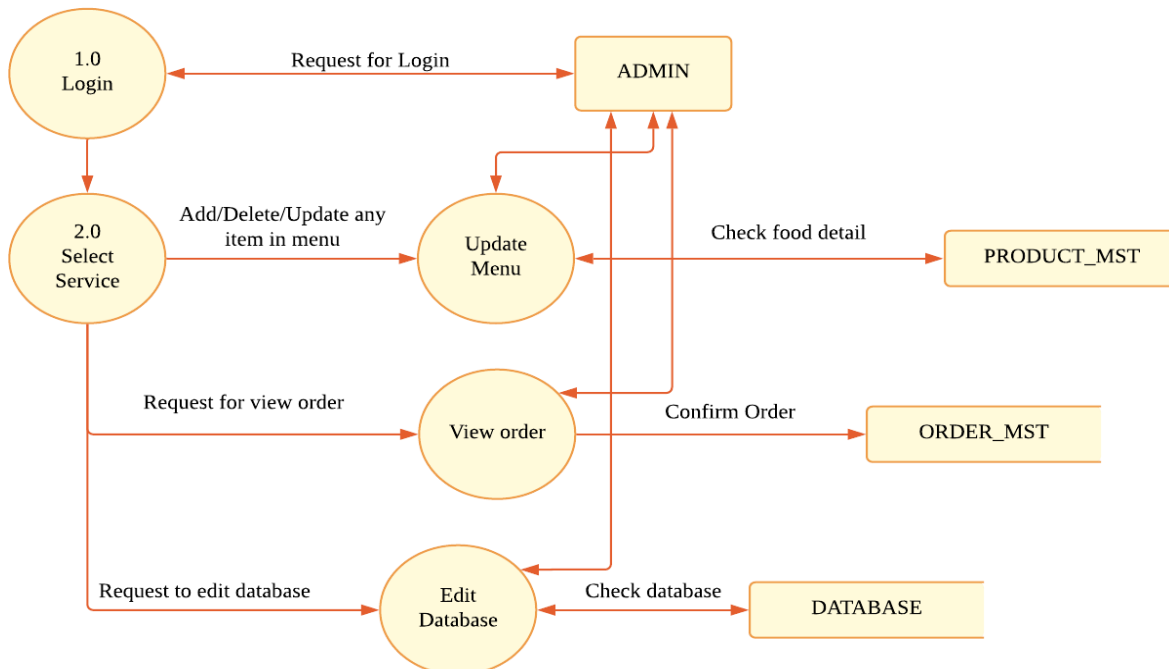 1.0
Login
Request for Login
ADMIN
2.0
Select
Service
Add/Delete/Update any
item in menu
Update
Menu
Check food detail
PRODUCT_MST
Request for view order
View order
Confirm Order
ORDER_MST
Request to edit database
Edit
Database
Check database
DATABASE